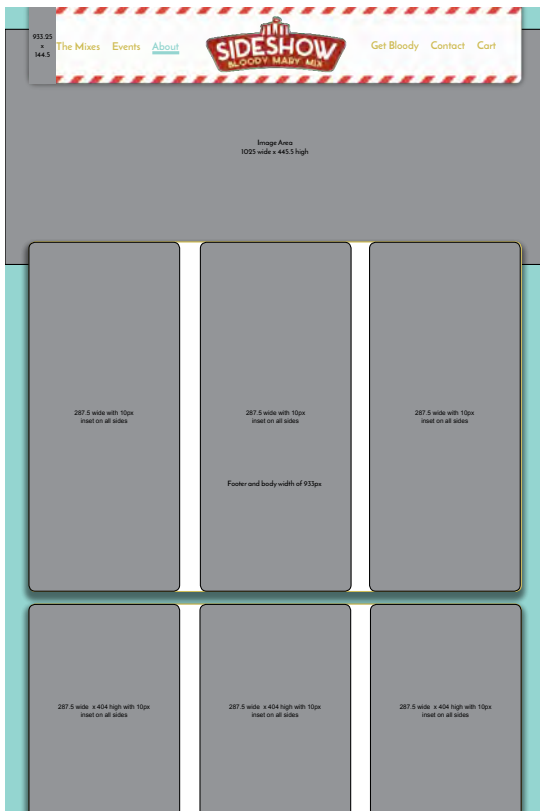 933.25
x
144.5
The Mixes Events About
SIDESHOW
BLOODY MARY MIX
Get Bloody Contact Cart
Image Area
1025 wide x 445.5 high
287.5 wide with 10px
inset on all sides
287.5 wide with 10px
inset on all sides
287.5 wide with 10px
inset on all sides
Footer and body width of 933px
287.5 wide x 404 high with 10px
inset on all sides
287.5 wide x 404 high with 10px
inset on all sides
287.5 wide x 404 high with 10px
inset on all sides